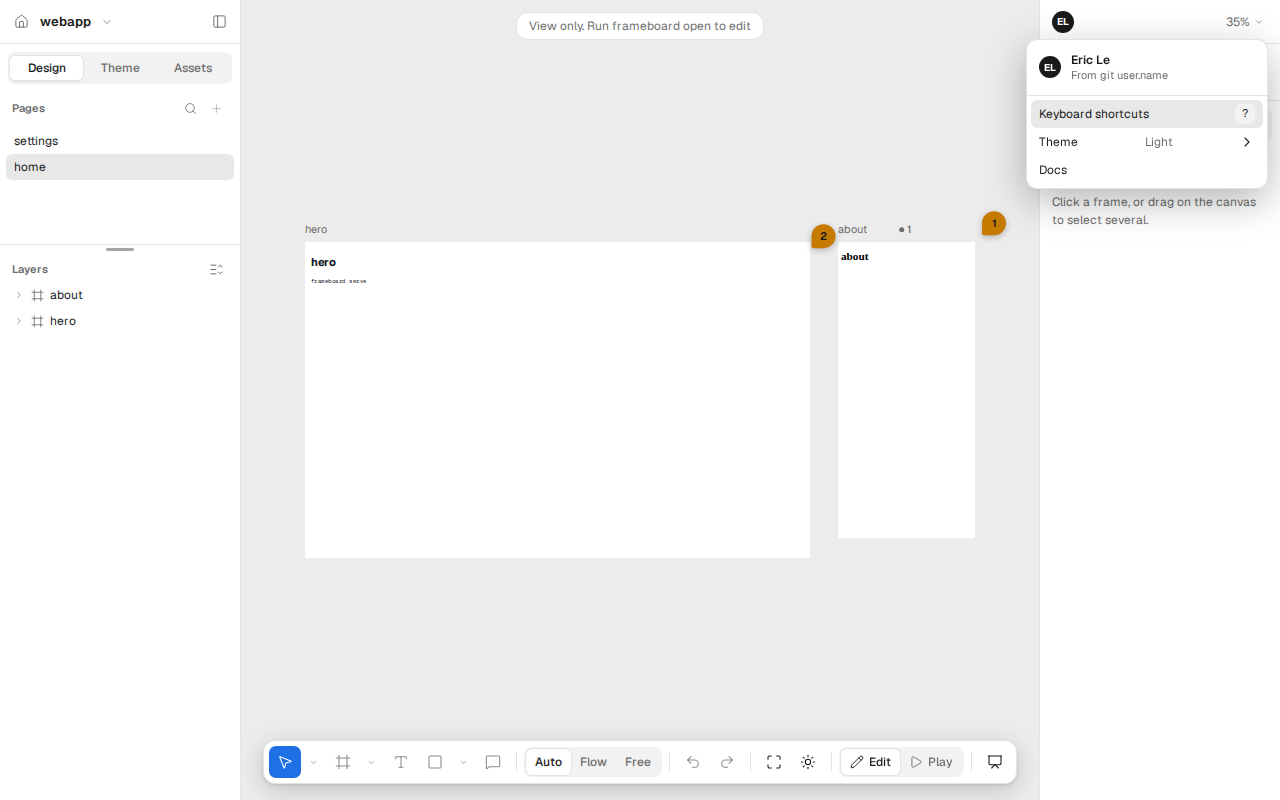 webapp
Design Theme Assets
Pages
settings
home
Layers
about
hero
View only. Run frameboard open to edit
hero
2
about
1
1
hero
frameboard serve
about
Auto Flow Free
Edit Play
EL
35%
EL
Eric Le
From git user.name
Keyboard shortcuts ?
Theme Light
Docs
Click a frame, or drag on the canvas
to select several.